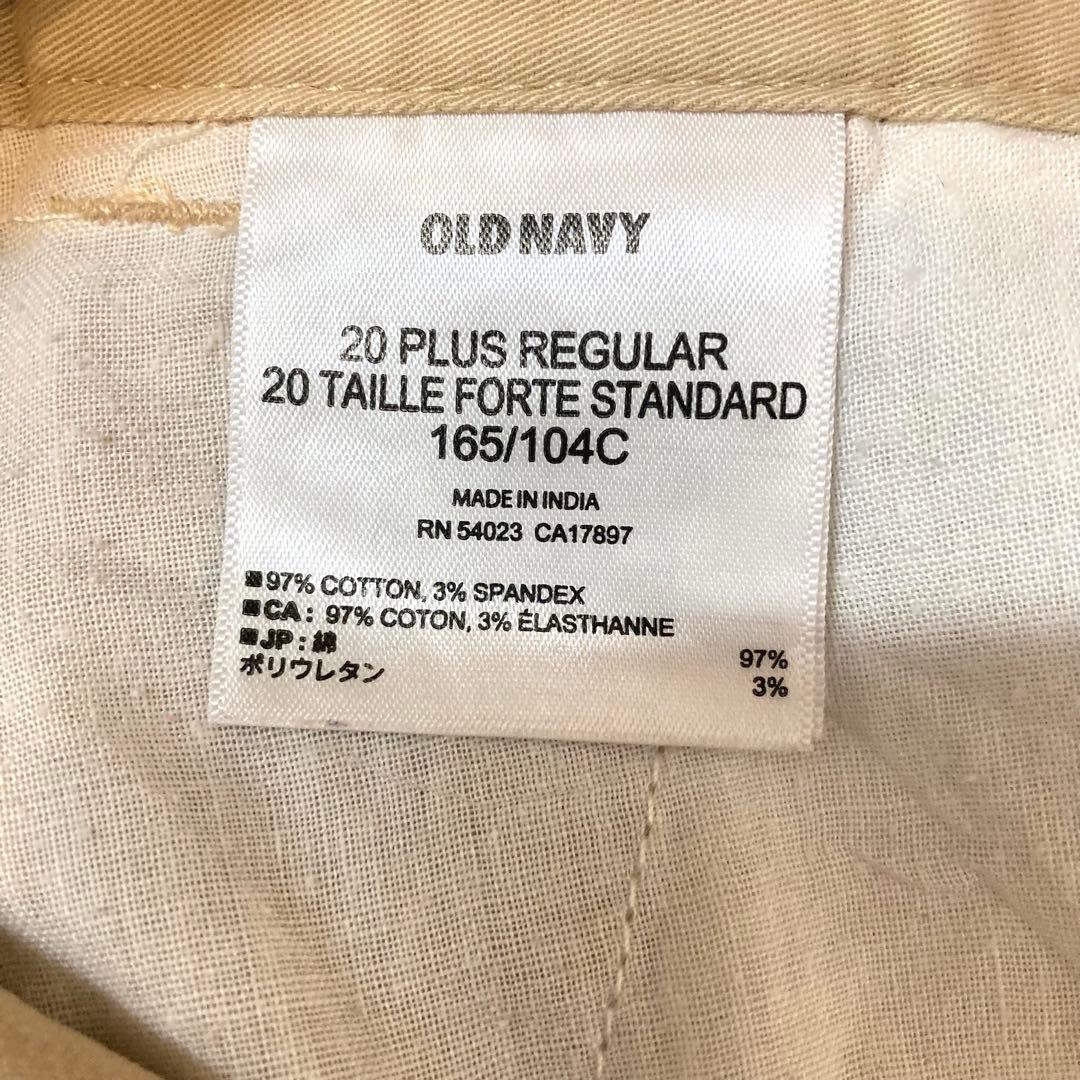 OLD NAVY
20 PLUS REGULAR
20 TAILLE FORTE STANDARD
165/104C
MADE IN INDIA
RN 54023 CA17897
■97% COTTON, 3% SPANDEX
■CA : 97% COTON, 3% ÉLASTHANNE
■JP : 綿 97%
ポリウレタン 3%